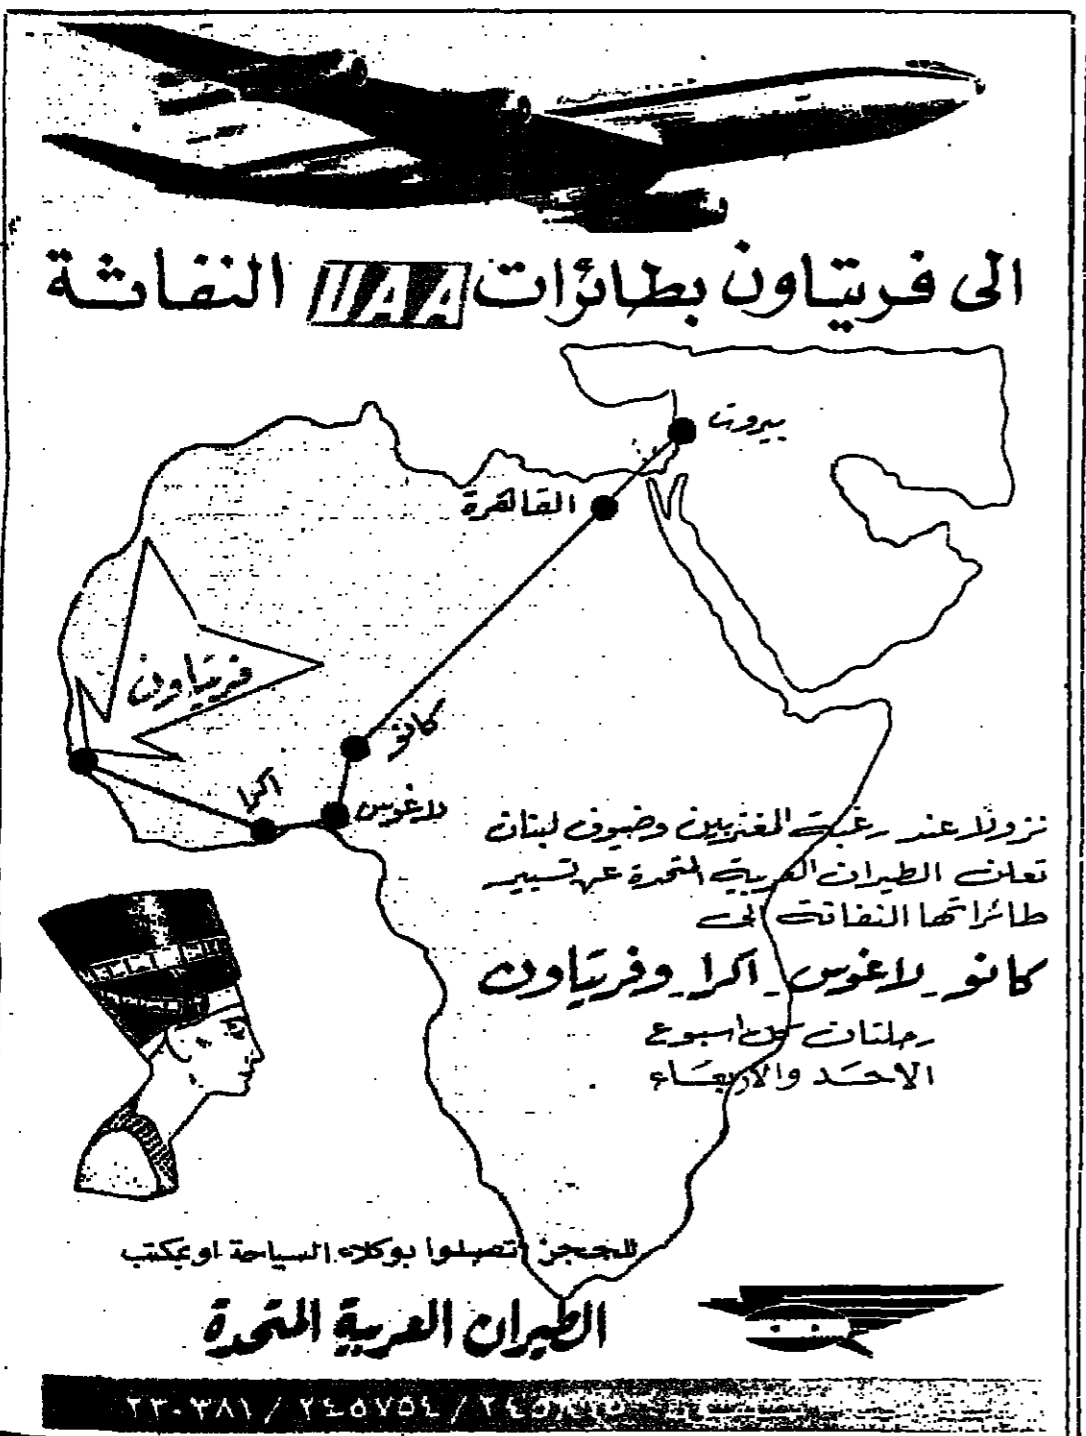 الى فريتاون بطائرات UAA النفاثة
بيروت
القاهرة
فريتاون
كانو
لاغوس
اكرا
نزولا عند رغبة المغتربين وضيوف لبنان
تعلن الطيران العربية المتحدة عن تسيير
طائراتها النفاثة الى
كانو - لاغوس - اكرا - وفريتاون
رحلتان كل اسبوع
الاحد والاربعاء
للحجز اتصلوا بوكلاء السياحة او بمكتب
الطيران العربية المتحدة
٢٤٥٧٥٤ / ٢٣٠٣٨١